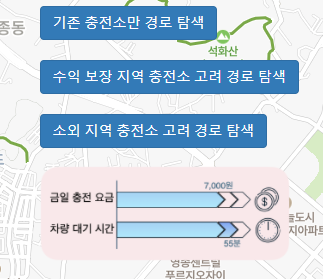 기존 충전소만 경로 탐색
종동
석화산
수익 보장 지역 충전소 고려 경로 탐색
소외 지역 충전소 고려 경로 탐색
7,000원
금일 충전 요금
$
차량 대기 시간
55분
늘도시
지아파트
영종센트럴
푸르지오자이